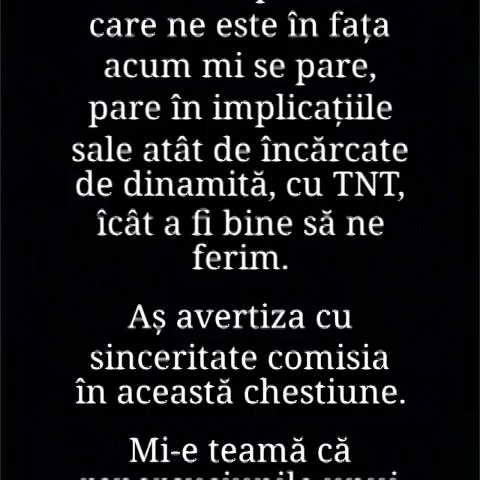 care ne este în fața
acum mi se pare,
pare în implicațiile
sale atât de încărcate
de dinamită, cu TNT,
îcât a fi bine să ne
ferim.
Aș avertiza cu
sinceritate comisia
în această chestiune.
Mi-e teamă că